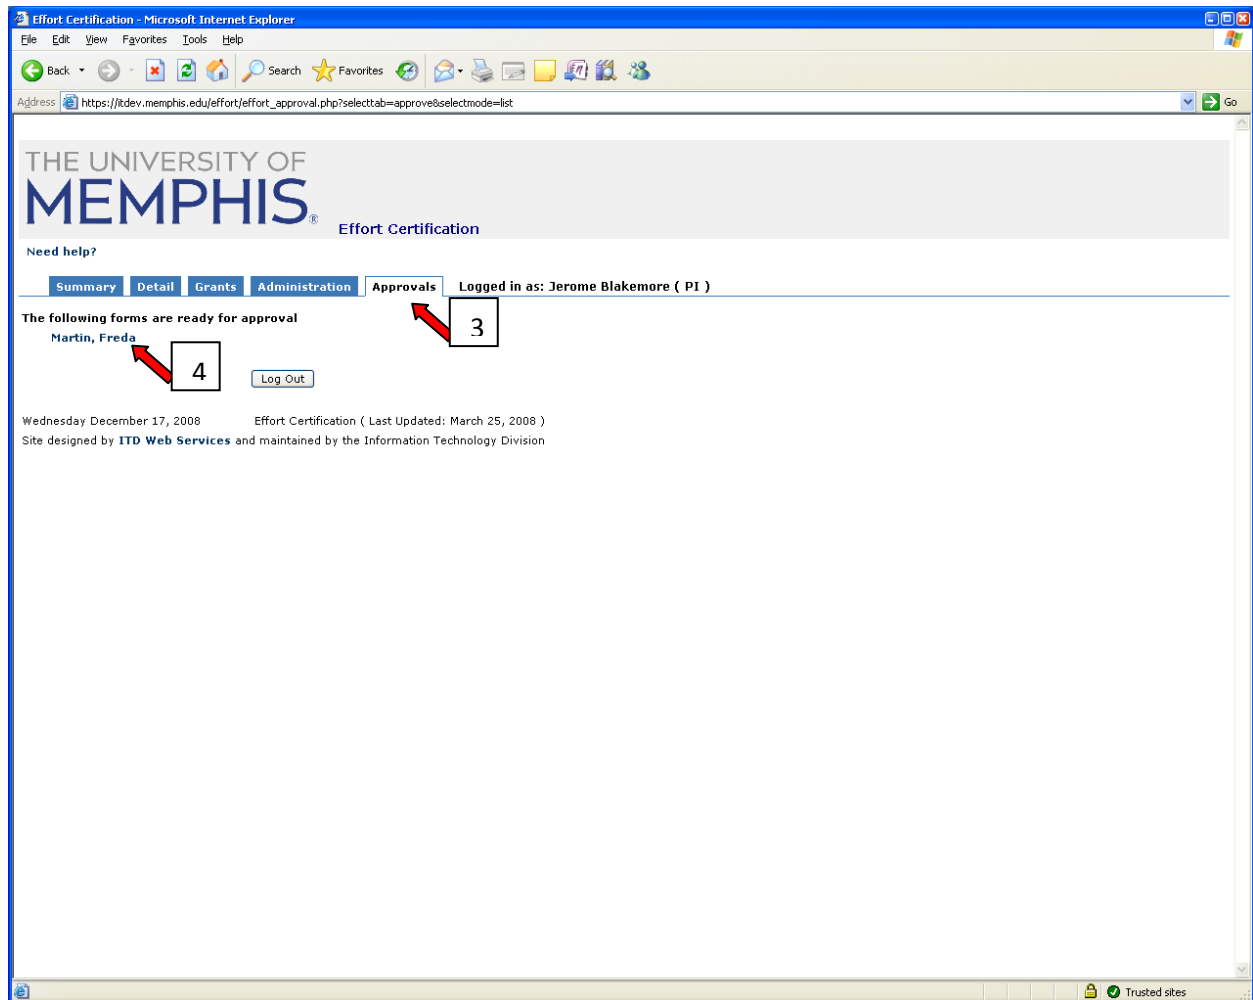 Effort Certification - Microsoft Internet Explorer
File Edit View Favorites Tools Help
Back Search Favorites
Address https://itdev.memphis.edu/effort/effort_approval.php?selecttab=approve&selectmode=list Go
THE UNIVERSITY OF
MEMPHIS® Effort Certification
Need help?
Summary Detail Grants Administration Approvals Logged in as: Jerome Blakemore ( PI )
3
The following forms are ready for approval
Martin, Freda
4
Log Out
Wednesday December 17, 2008 Effort Certification ( Last Updated: March 25, 2008 )
Site designed by ITD Web Services and maintained by the Information Technology Division
Trusted sites